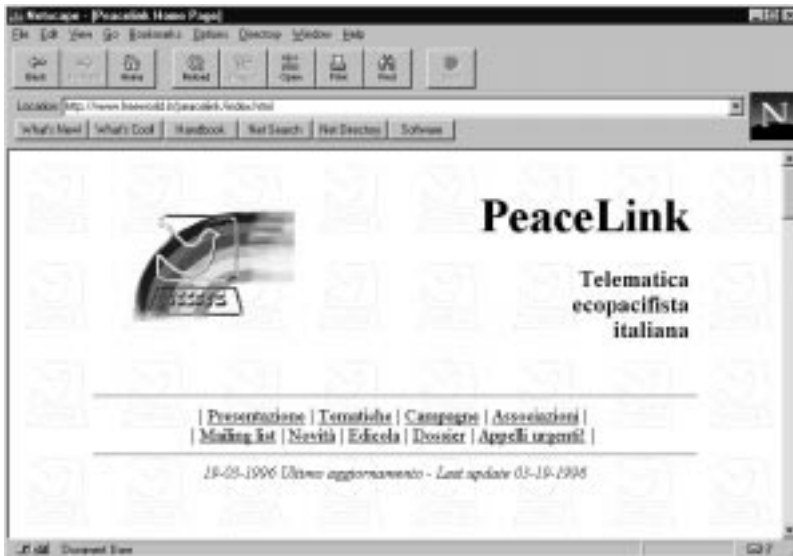 Netscape - [Peacelink Home Page]
File Edit View Go Bookmarks Options Directory Window Help
Back Home Reload Open Print Find
Location: http://www.freeworld.it/peacelink/index.html
What's New! What's Cool! Handbook Net Search Net Directory Software
N
PeaceLink
Telematica
ecopacifista
italiana
| Presentazione | Tematiche | Campagne | Associazioni |
| Mailing list | Novità | Edicola | Dossier | Appelli urgenti! |
19-03-1996 Ultimo aggiornamento - Last update 03-19-1996
Document: Done